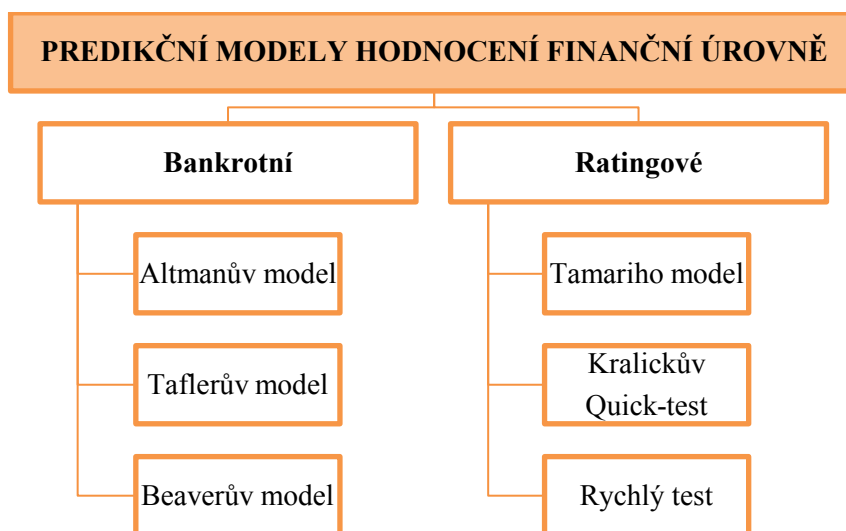 PREDIKČNÍ MODELY HODNOCENÍ FINANČNÍ ÚROVNĚ
Bankrotní
Altmanův model
Taflerův model
Beaverův model
Ratingové
Tamariho model
Kralickův
Quick-test
Rychlý test